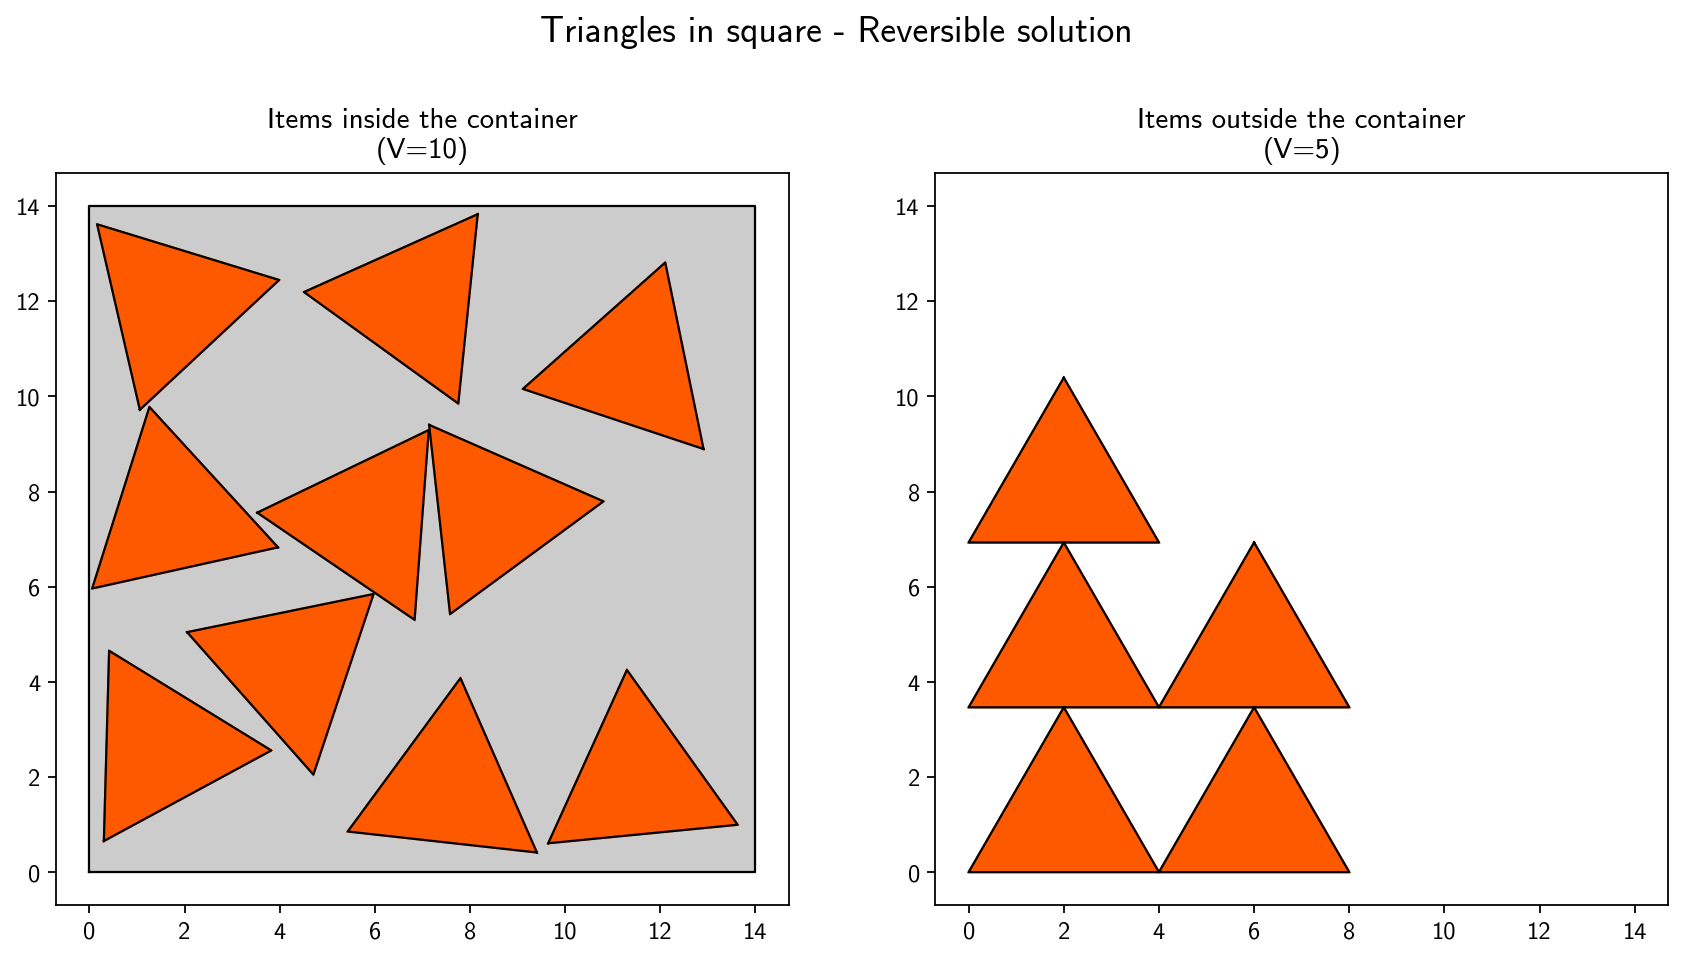 Triangles in square - Reversible solution
Items inside the container
(V=10)
14
12
10
8
6
4
2
0
0 2 4 6 8 10 12 14
Items outside the container
(V=5)
14
12
10
8
6
4
2
0
0 2 4 6 8 10 12 14